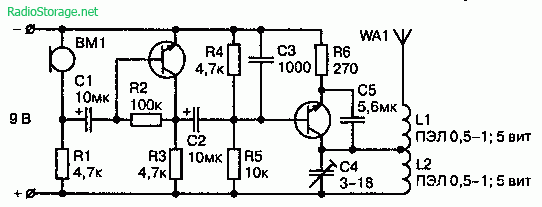 RadioStorage.net
−
BM1
C1
10мк
R2
100к
R4
4,7к
C3
1000
R6
270
WA1
C5
5,6мк
9 В
+
+
C2
10мк
R1
4,7к
R3
4,7к
R5
10к
C4
3-18
L1
ПЭЛ 0,5-1; 5 вит
L2
ПЭЛ 0,5-1; 5 вит
+